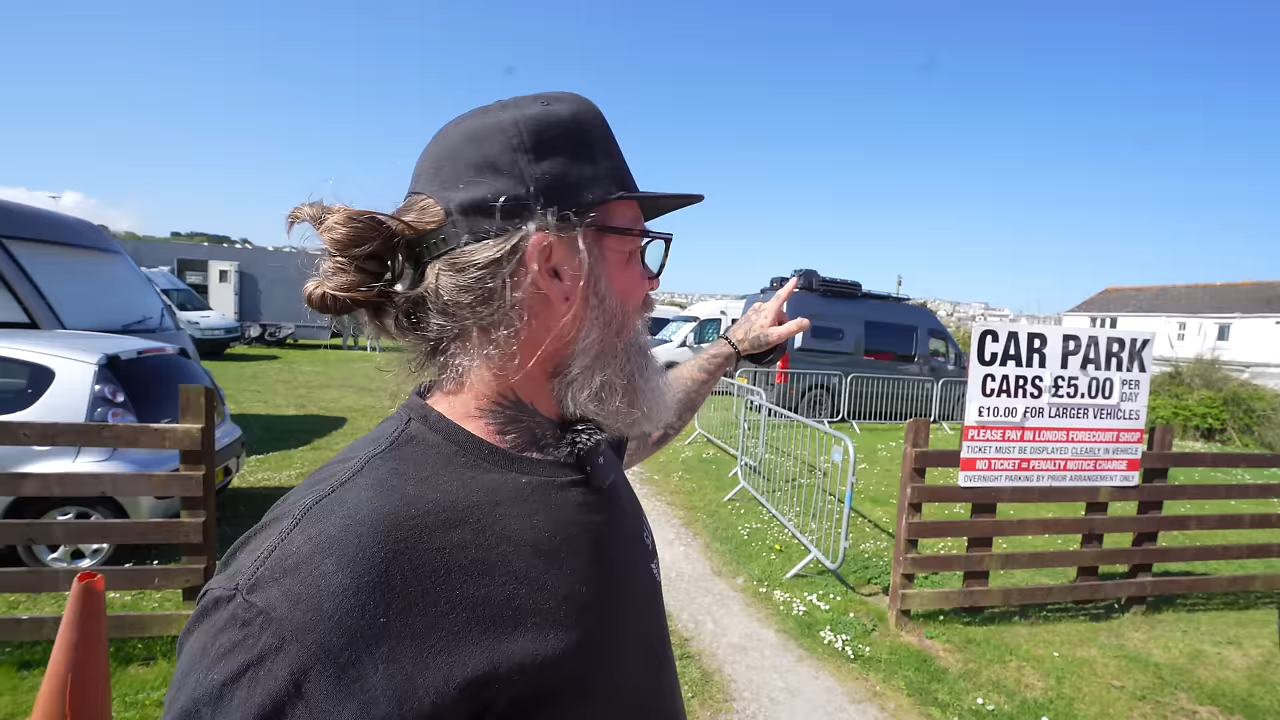 CAR PARK
CARS £5.00 PER DAY
£10.00 FOR LARGER VEHICLES
PLEASE PAY IN LONDIS FORECOURT SHOP
TICKET MUST BE DISPLAYED CLEARLY IN VEHICLE
NO TICKET = PENALTY NOTICE CHARGE
OVERNIGHT PARKING BY PRIOR ARRANGEMENT ONLY